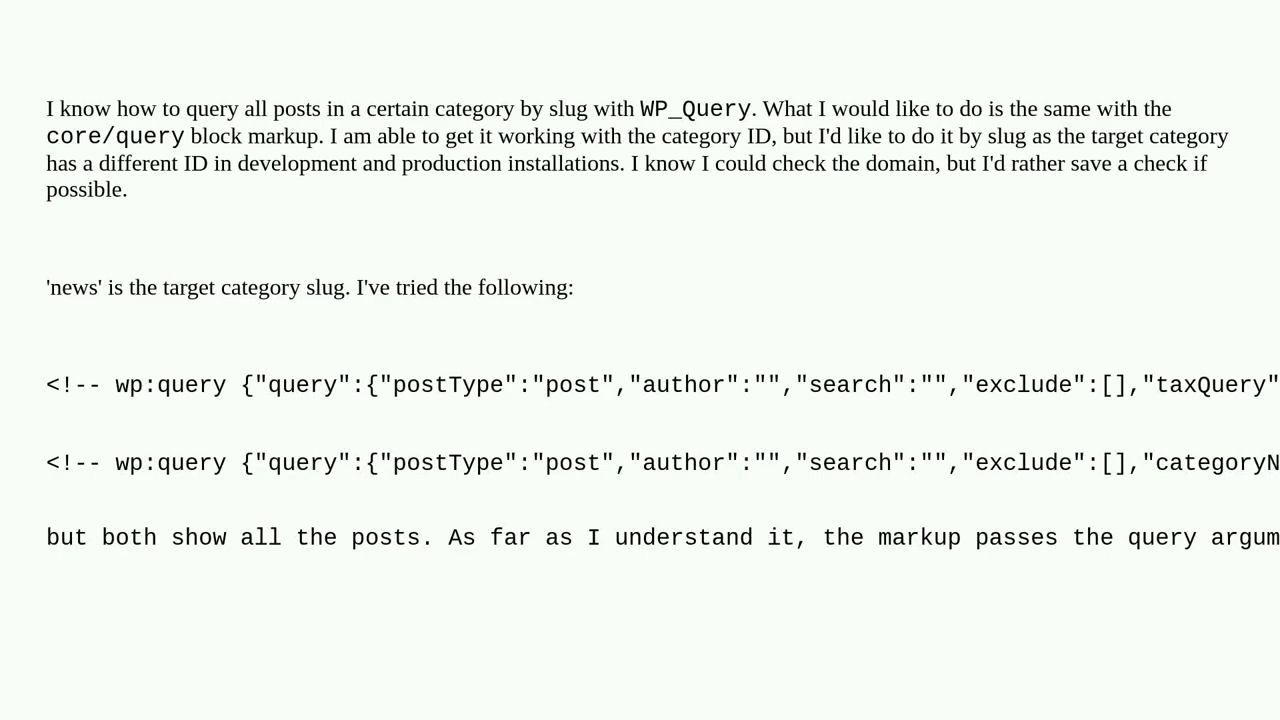 I know how to query all posts in a certain category by slug with WP_Query. What I would like to do is the same with the
core/query block markup. I am able to get it working with the category ID, but I'd like to do it by slug as the target category
has a different ID in development and production installations. I know I could check the domain, but I'd rather save a check if
possible.
'news' is the target category slug. I've tried the following:
<!-- wp:query {"query":{"postType":"post","author":"","search":"","exclude":[],"taxQuery"
<!-- wp:query {"query":{"postType":"post","author":"","search":"","exclude":[],"categoryN
but both show all the posts. As far as I understand it, the markup passes the query argum